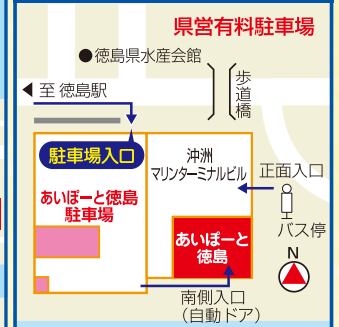 県営有料駐車場
●徳島県水産会館
◀ 至 徳島駅
歩道橋
駐車場入口
沖洲
マリンターミナルビル
正面入口
あいぽーと徳島
駐車場
あいぽーと
徳島
バス停
N
南側入口
(自動ドア)